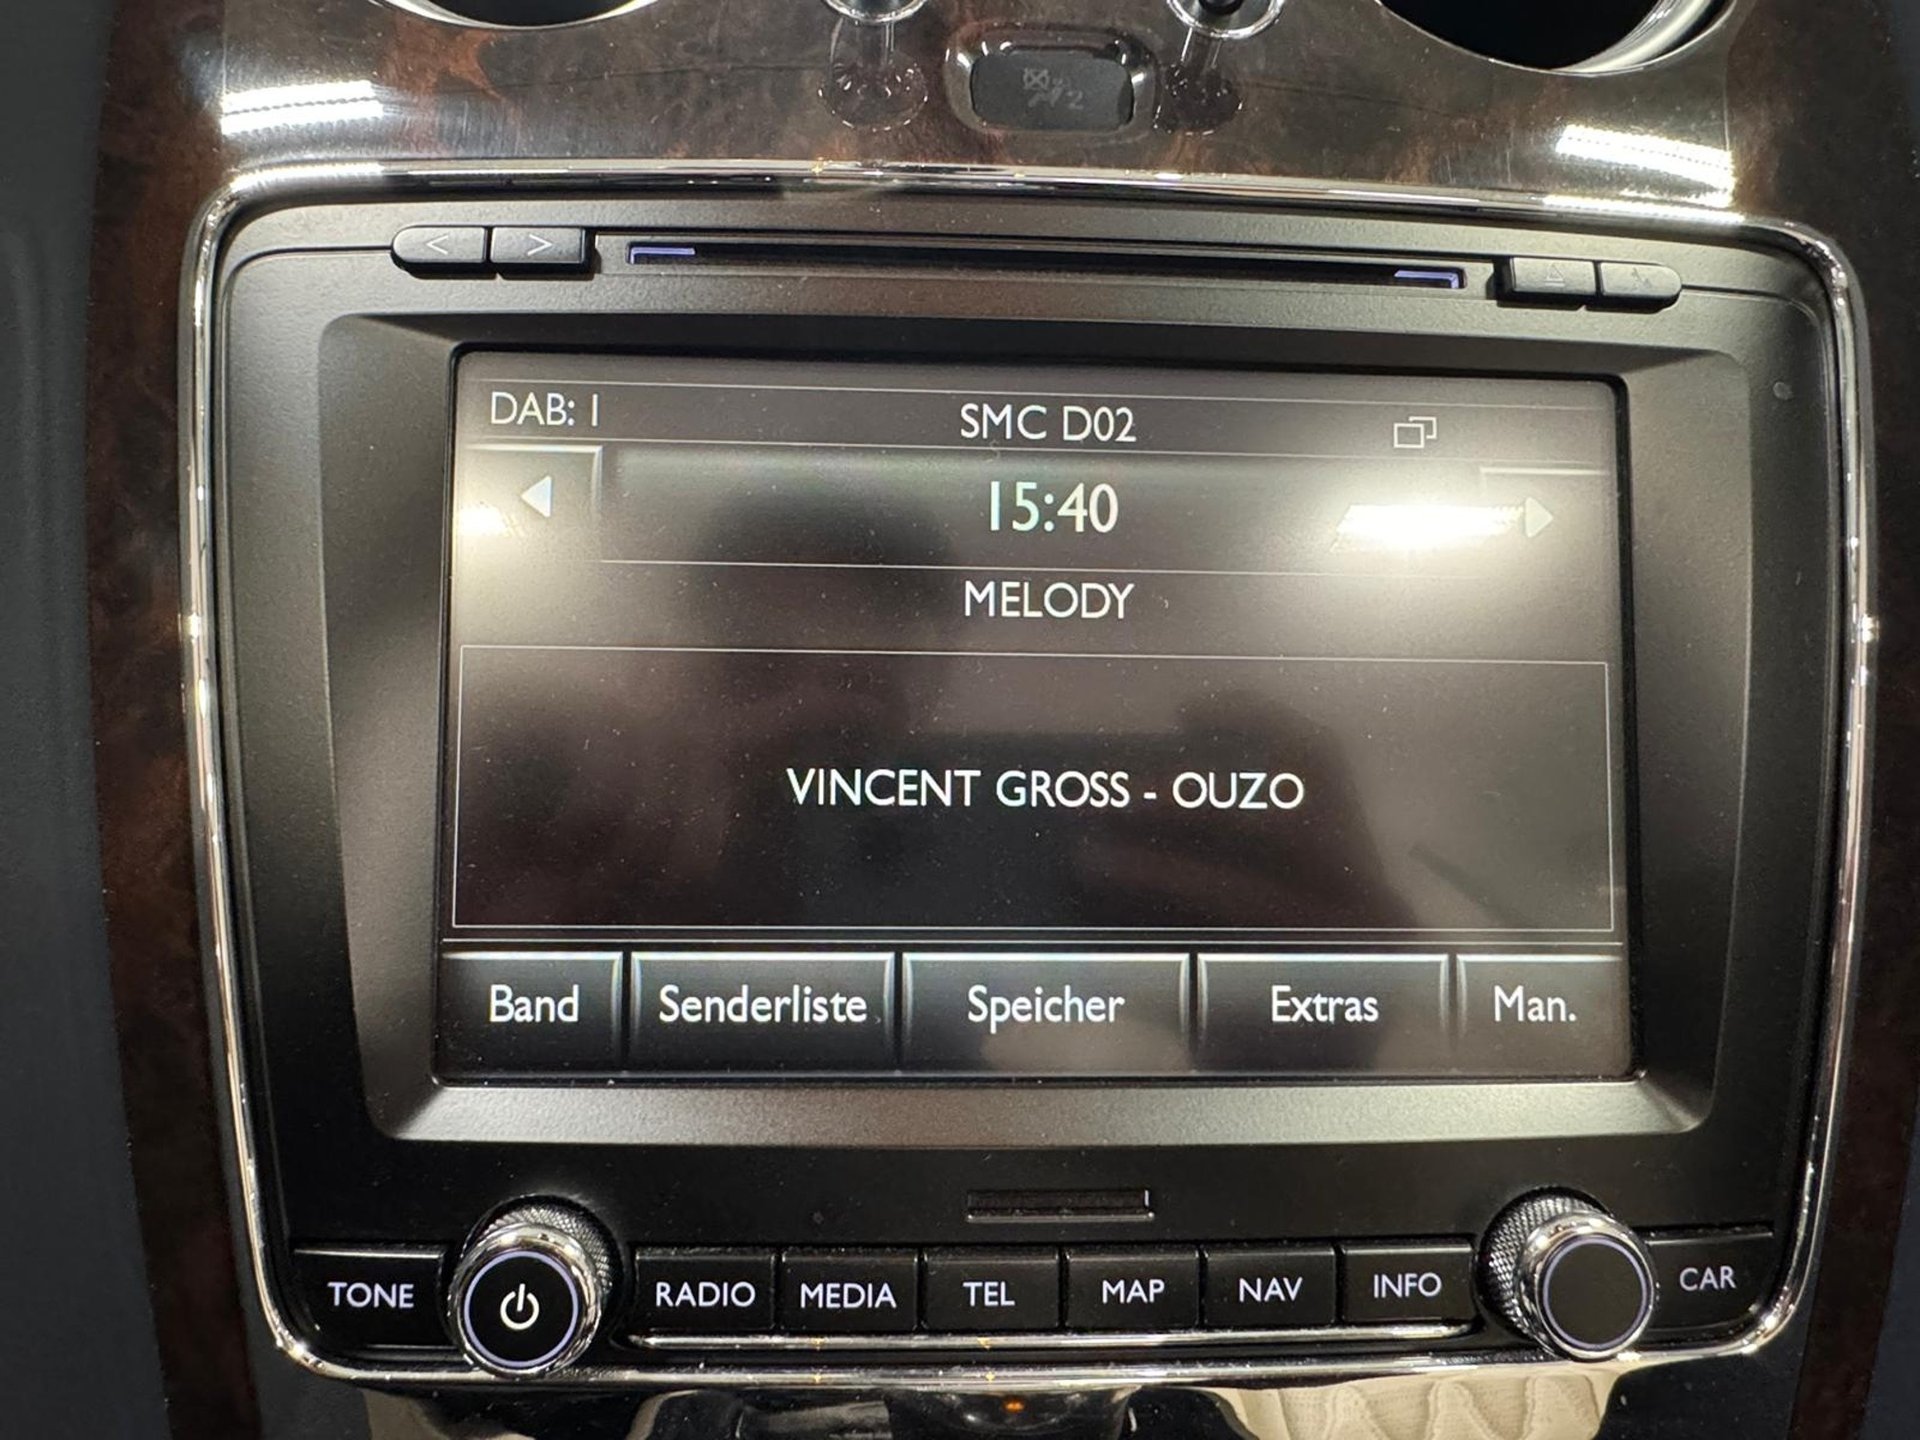 DAB: 1
SMC D02
15:40
MELODY
VINCENT GROSS - OUZO
Band
Senderliste
Speicher
Extras
Man.
TONE
RADIO
MEDIA
TEL
MAP
NAV
INFO
CAR